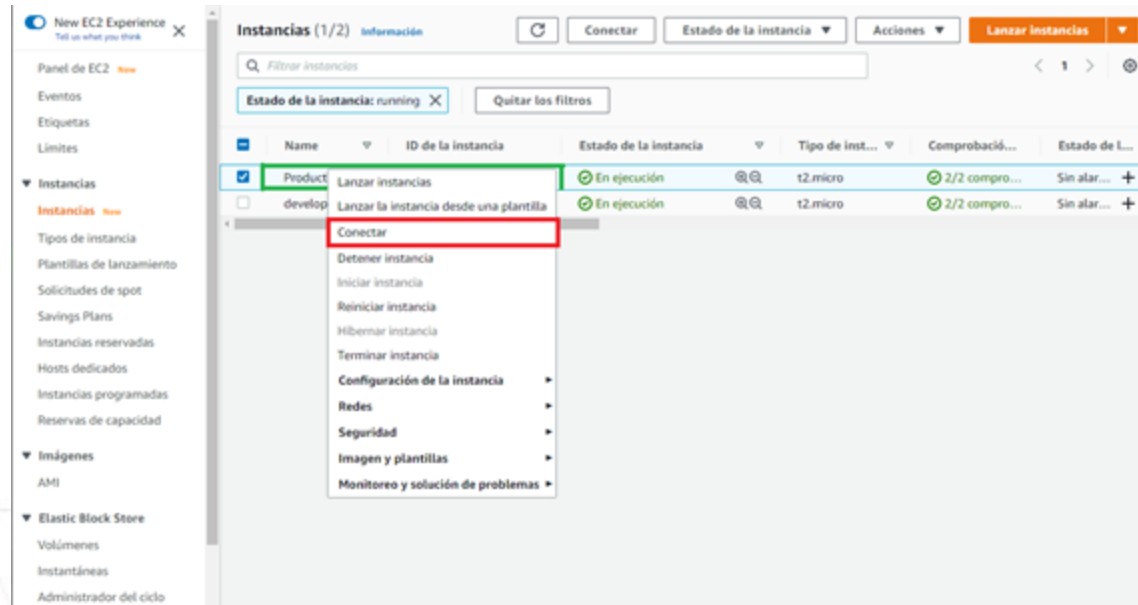 New EC2 Experience
Tell us what you think
Panel de EC2 New
Eventos
Etiquetas
Límites
Instancias
Instancias New
Tipos de instancia
Plantillas de lanzamiento
Solicitudes de spot
Savings Plans
Instancias reservadas
Hosts dedicados
Instancias programadas
Reservas de capacidad
Imágenes
AMI
Elastic Block Store
Volúmenes
Instantáneas
Administrador del ciclo
Instancias (1/2) Información
Conectar
Estado de la instancia
Acciones
Lanzar instancias
Filtrar instancias
1
Estado de la instancia: running
Quitar los filtros
Name ID de la instancia Estado de la instancia Tipo de inst... Comprobació... Estado de l...
Product En ejecución t2.micro 2/2 compro... Sin alar...
develop En ejecución t2.micro 2/2 compro... Sin alar...
Lanzar instancias
Lanzar la instancia desde una plantilla
Conectar
Detener instancia
Iniciar instancia
Reiniciar instancia
Hibernar instancia
Terminar instancia
Configuración de la instancia
Redes
Seguridad
Imagen y plantillas
Monitoreo y solución de problemas